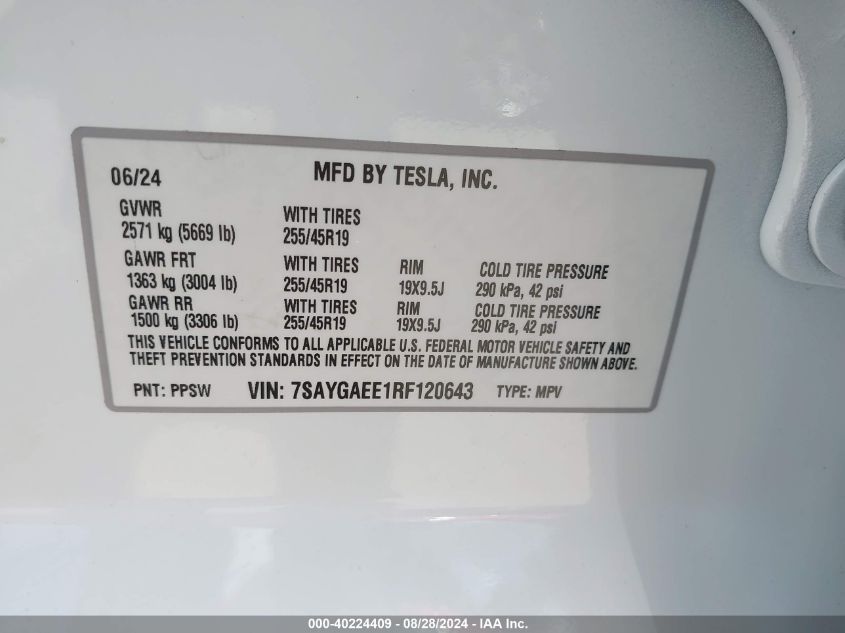 06/24 MFD BY TESLA, INC.
GVWR
2571 kg (5669 lb) WITH TIRES
255/45R19
GAWR FRT WITH TIRES RIM COLD TIRE PRESSURE
1363 kg (3004 lb) 255/45R19 19X9.5J 290 kPa, 42 psi
GAWR RR WITH TIRES RIM COLD TIRE PRESSURE
1500 kg (3306 lb) 255/45R19 19X9.5J 290 kPa, 42 psi
THIS VEHICLE CONFORMS TO ALL APPLICABLE U.S. FEDERAL MOTOR VEHICLE SAFETY AND
THEFT PREVENTION STANDARDS IN EFFECT ON THE DATE OF MANUFACTURE SHOWN ABOVE.
PNT: PPSW VIN: 7SAYGAEE1RF120643 TYPE: MPV
000-40224409 - 08/28/2024 - IAA Inc.